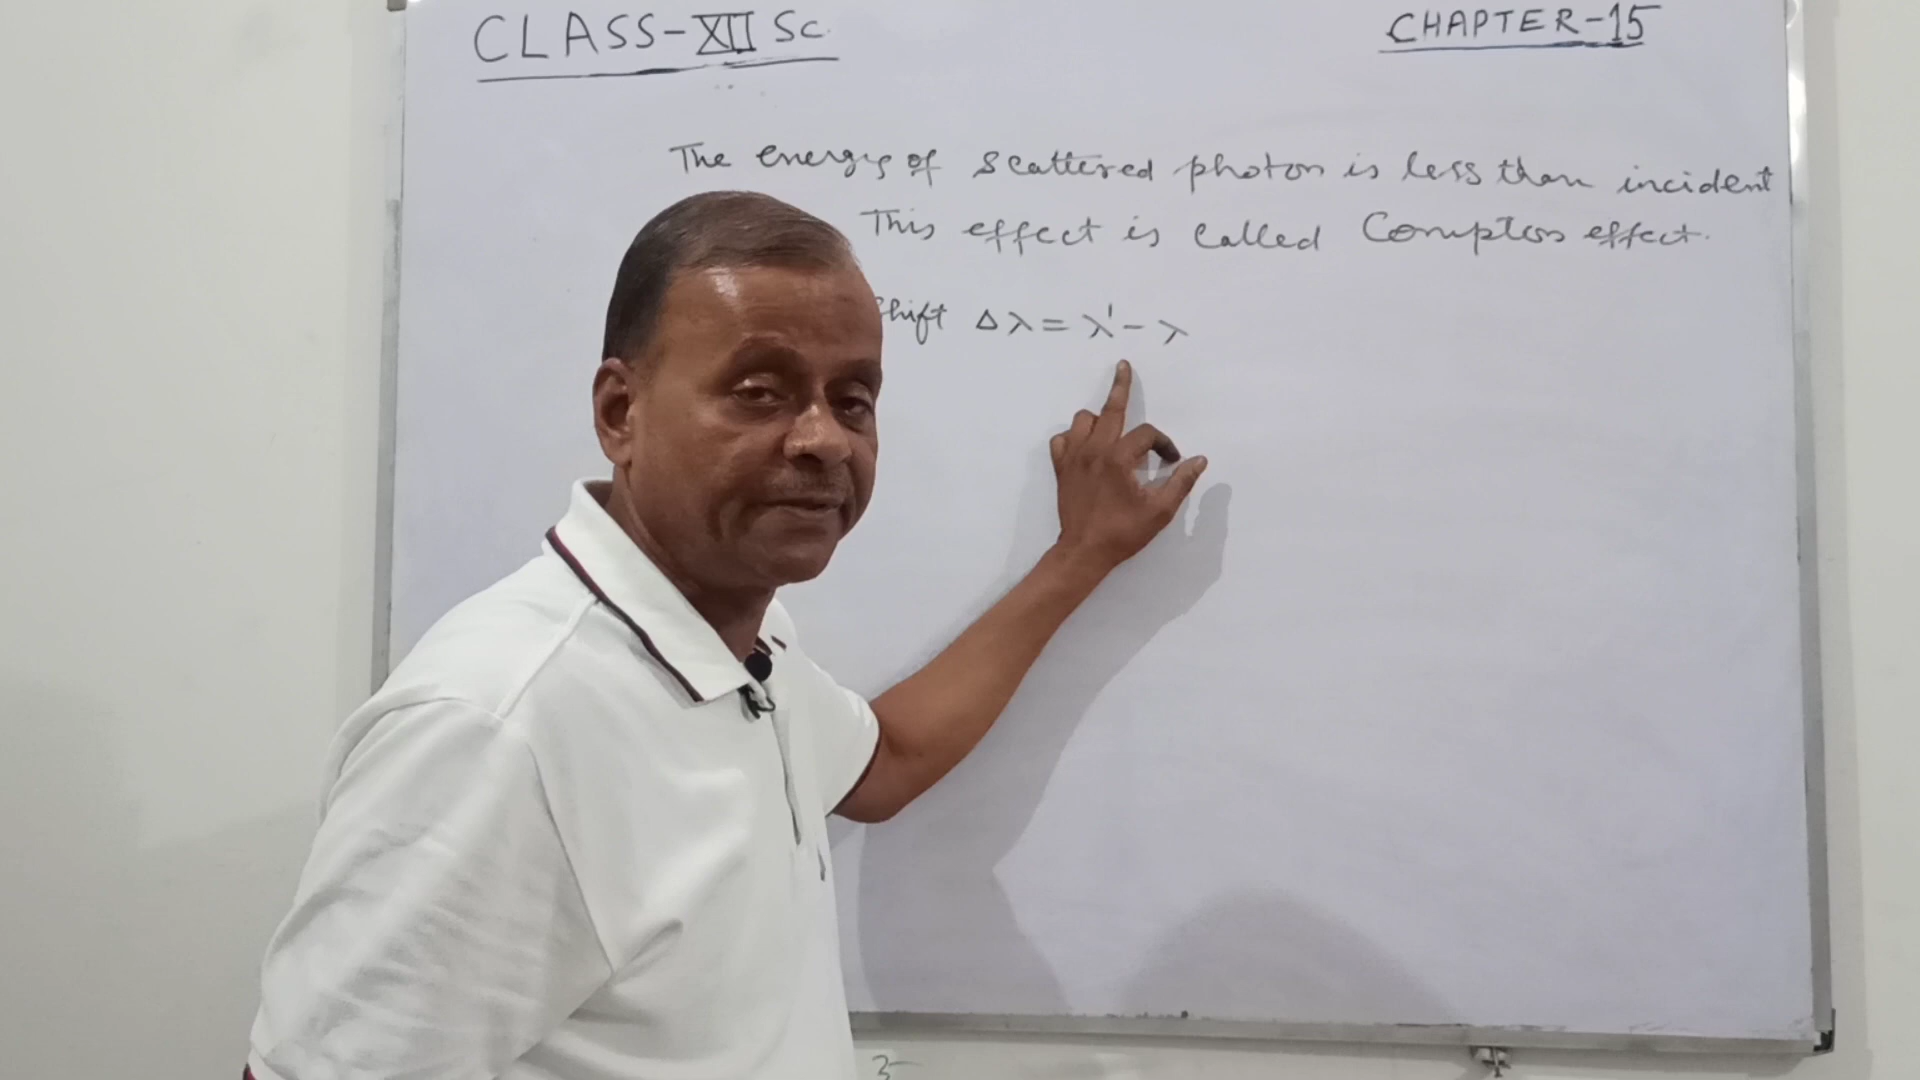 CLASS-XII Sc.
CHAPTER-15
The energy of scattered photon is less than incident
This effect is called Compton effect.
shift Δλ = λ' - λ